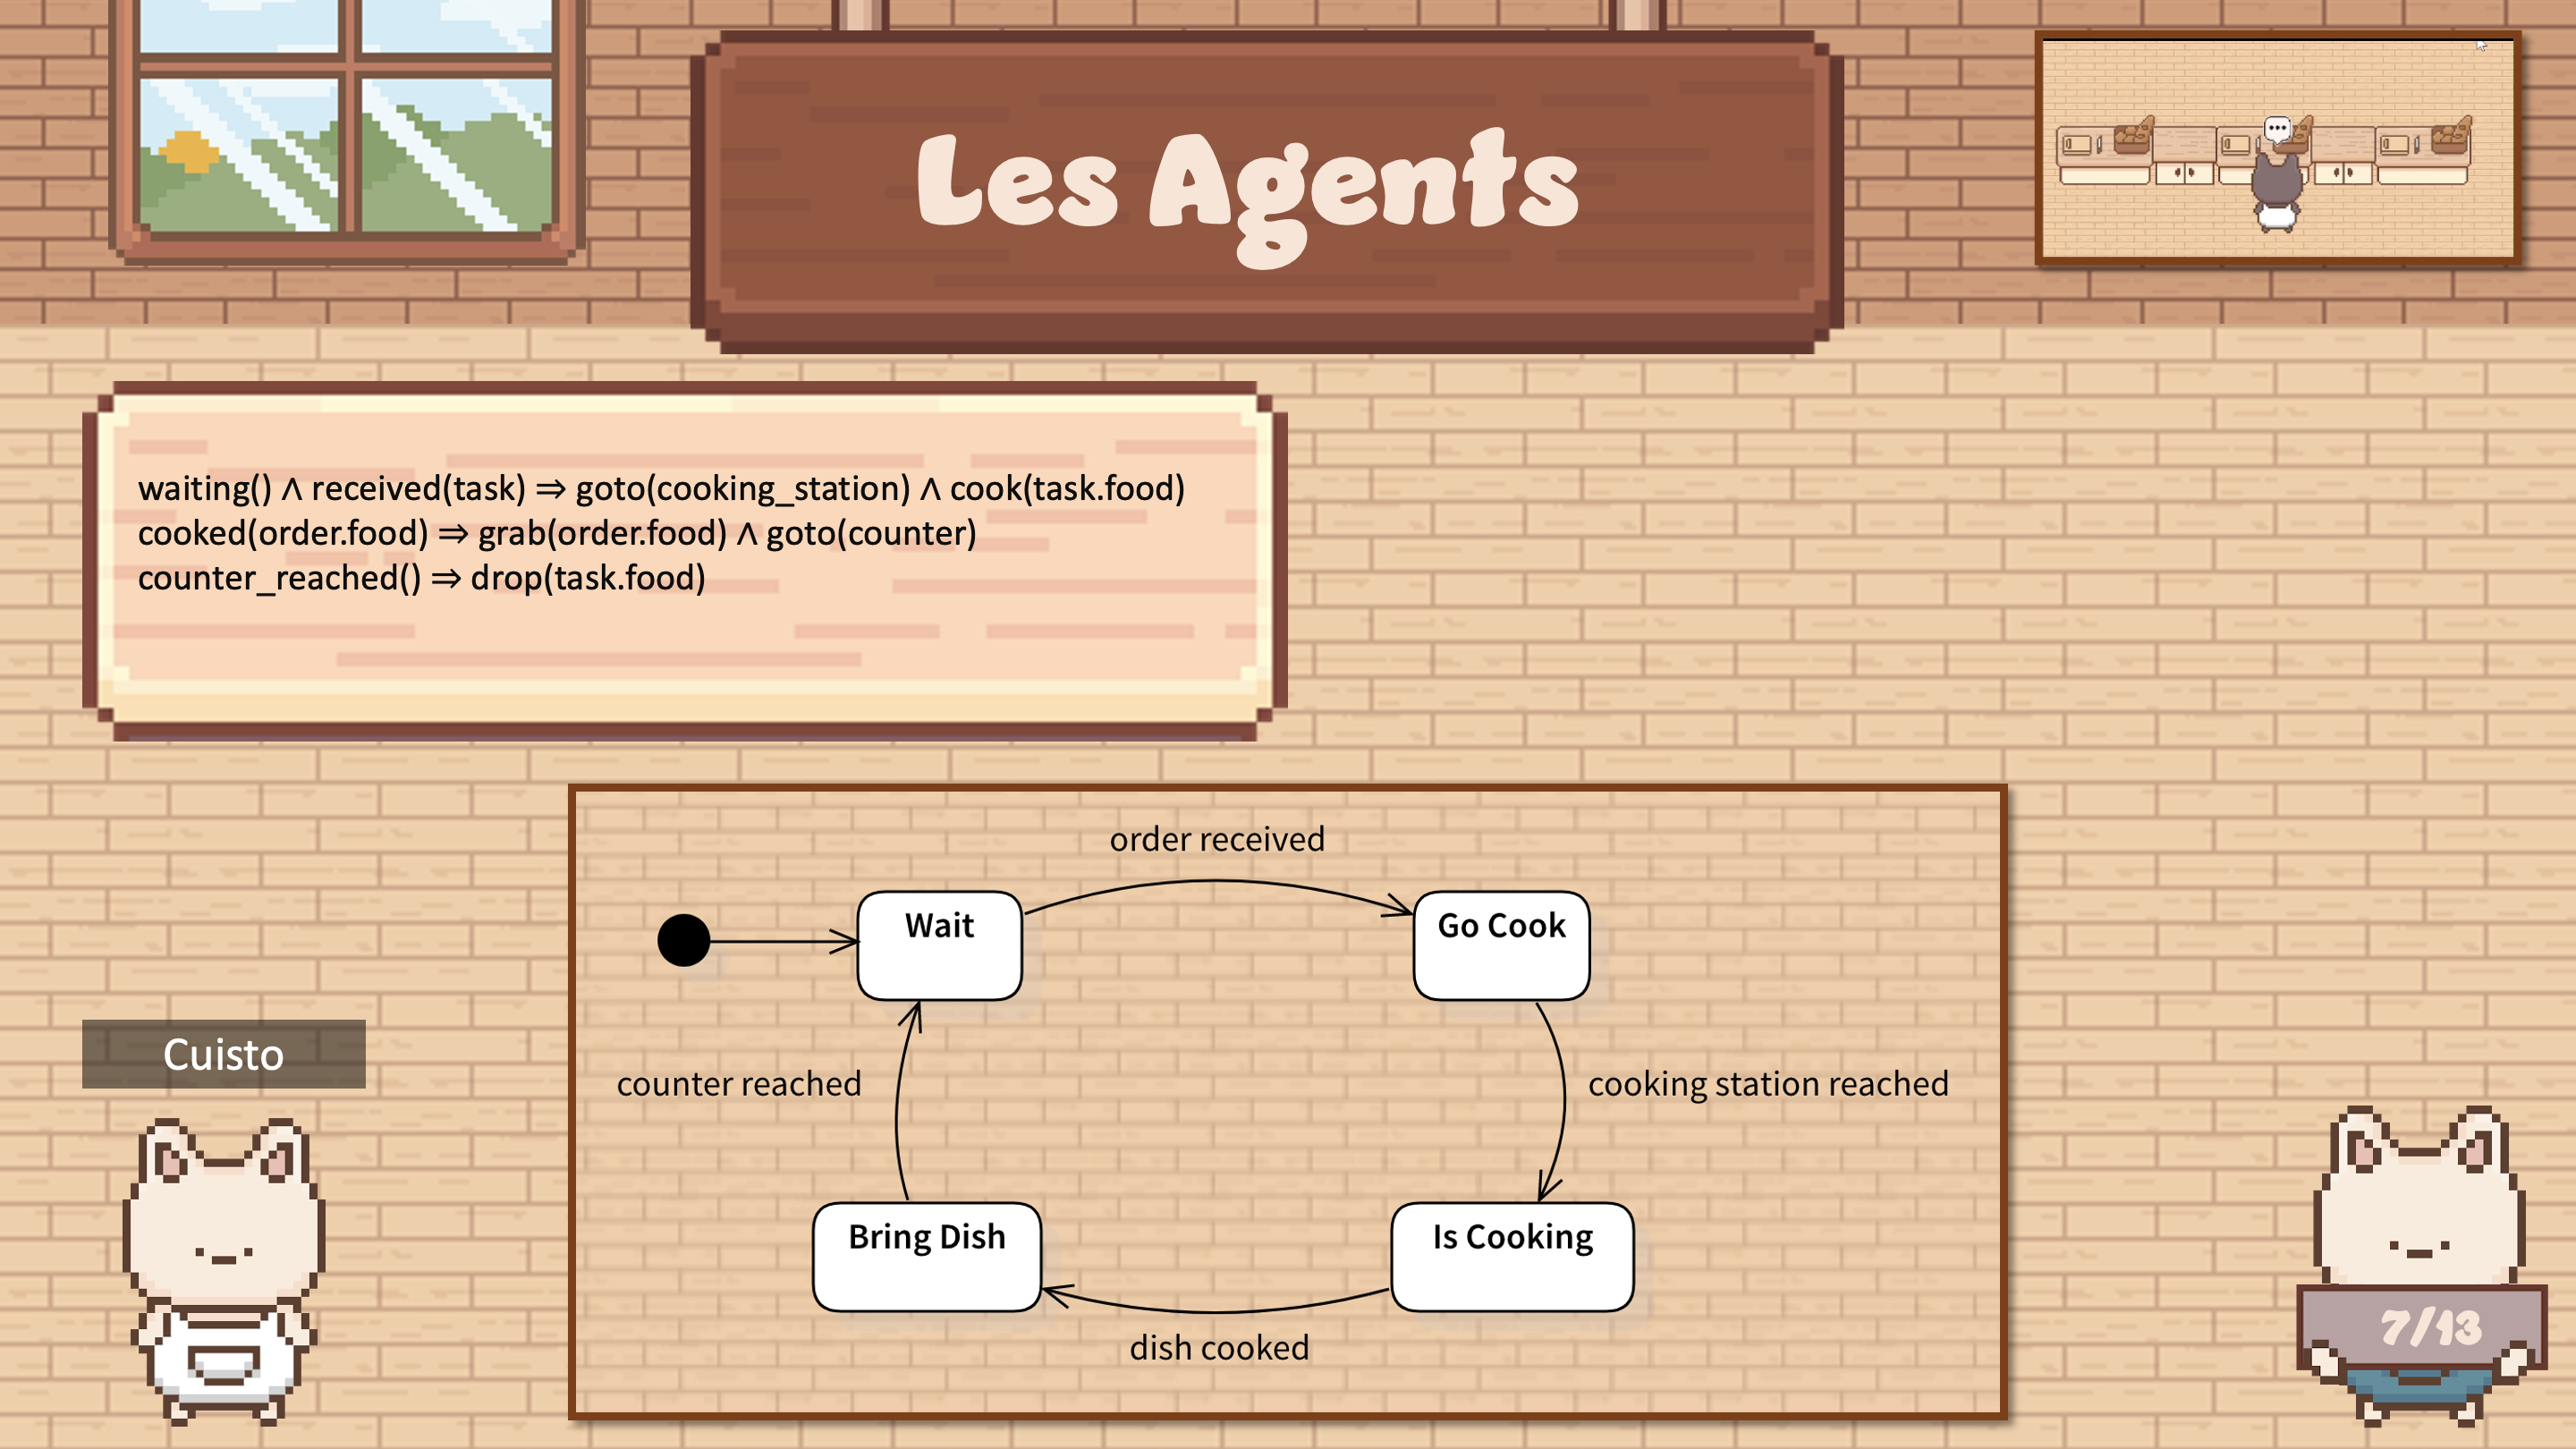 Les Agents
waiting() ∧ received(task) ⇒ goto(cooking_station) ∧ cook(task.food)
cooked(order.food) ⇒ grab(order.food) ∧ goto(counter)
counter_reached() ⇒ drop(task.food)
order received
Wait
Go Cook
Cuisto
counter reached
cooking station reached
Bring Dish
Is Cooking
dish cooked
7/13